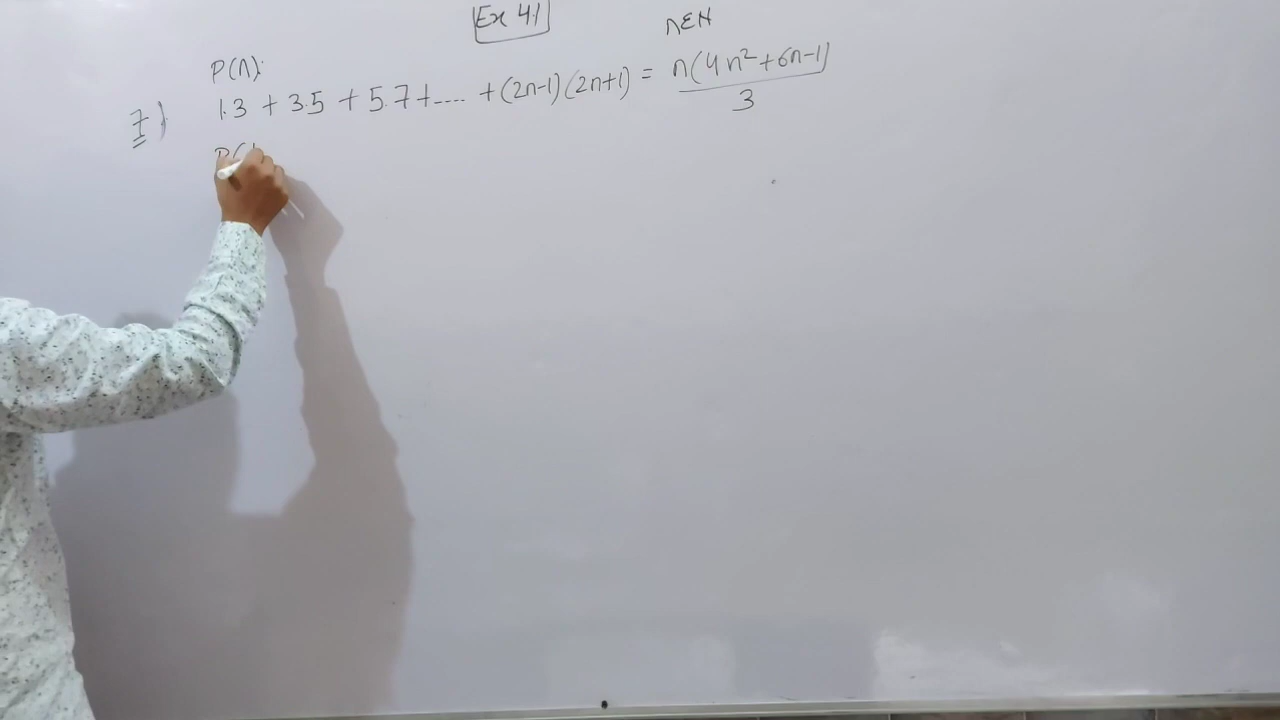 Ex 4.1
n∈N
P(n):
7) 1.3 + 3.5 + 5.7 + .... + (2n-1)(2n+1) = n(4n²+6n-1)/3
P(1